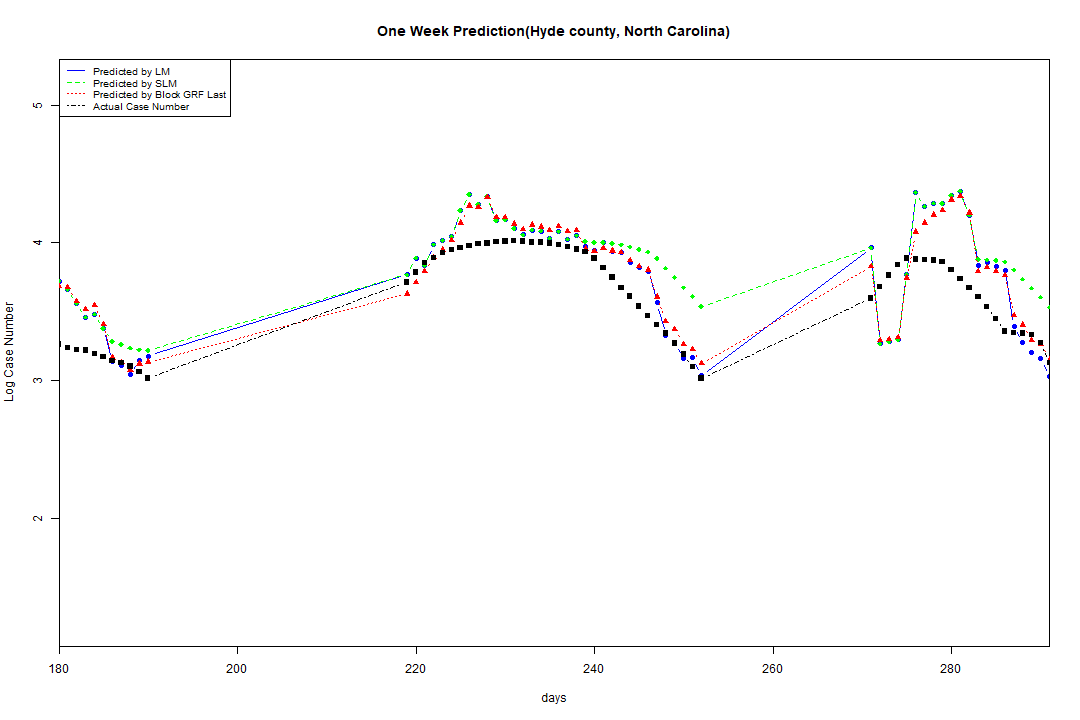 One Week Prediction(Hyde county, North Carolina)
Predicted by LM
Predicted by SLM
Predicted by Block GRF Last
Actual Case Number
5
4
3
2
Log Case Number
180 200 220 240 260 280
days